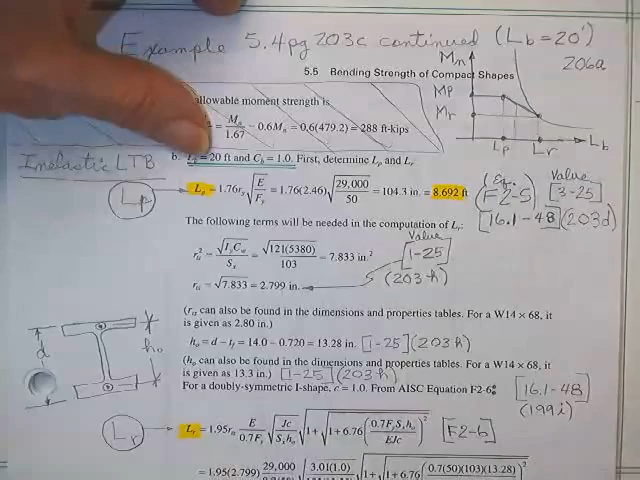 Example 5.4 pg 203c continued (Lb=20')
206a
5.5 Bending Strength of Compact Shapes
Mn
Mp
Mr
Lp Lr Lb
allowable moment strength is
= Mn/1.67 = 0.6Mn = 0.6(479.2) = 288 ft-kips
Inelastic LTB
b. Lb = 20 ft and Cb = 1.0. First, determine Lp and Lr
Lp
Lp = 1.76ry √(E/Fy) = 1.76(2.46) √(29,000/50) = 104.3 in. = 8.692 ft
Eq. (F2-5) Value [3-25]
[16.1-48] (203d)
The following terms will be needed in the computation of Lr:
rts² = √(IyCw)/Sx = √(121(5380))/103 = 7.833 in.²
Value [1-25]
(203h)
rts = √7.833 = 2.799 in.
(rts can also be found in the dimensions and properties tables. For a W14 × 68, it
is given as 2.80 in.)
ho = d − tf = 14.0 − 0.720 = 13.28 in. [1-25] (203h)
(ho can also be found in the dimensions and properties tables. For a W14 × 68, it
is given as 13.3 in.) [1-25] (203h)
d ho
For a doubly-symmetric I-shape, c = 1.0. From AISC Equation F2-6,
[16.1-48]
(199i)
Lr
Lr = 1.95rts E/0.7Fy √(Jc/Sxho) √(1 + √(1 + 6.76(0.7FySxho/EJc)²)) [F2-6]
= 1.95(2.799) 29,000 √(3.01(1.0) √(1 + √(1 + 6.76(0.7(50)(103)(13.28)